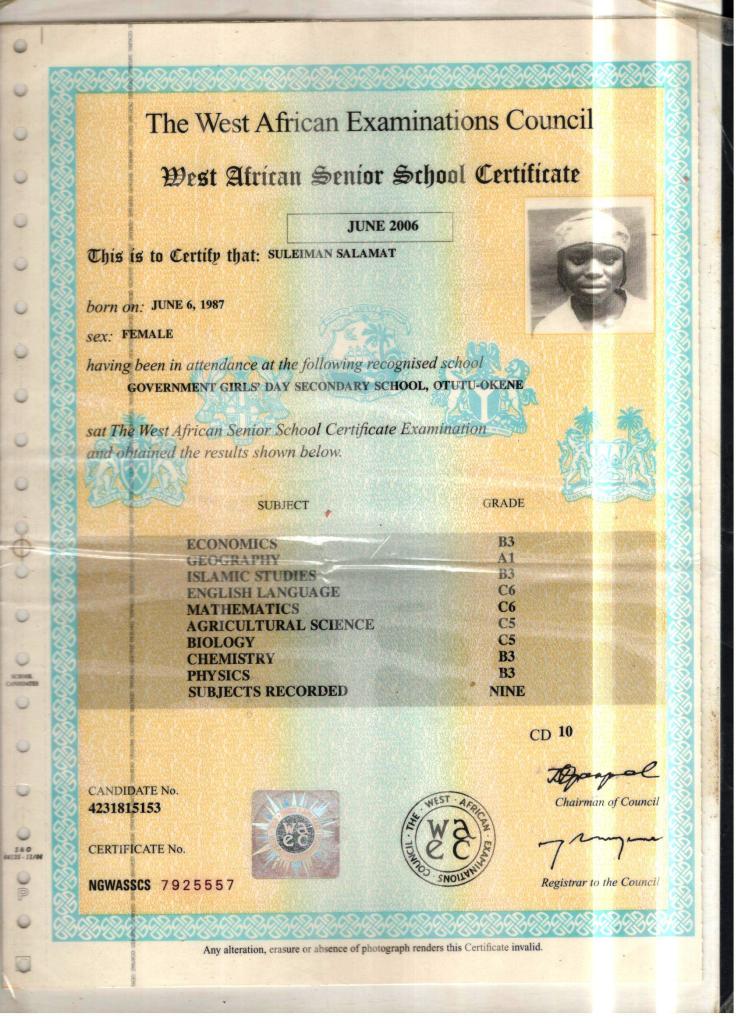 The West African Examinations Council
West African Senior School Certificate
JUNE 2006
This is to Certify that: SULEIMAN SALAMAT
born on: JUNE 6, 1987
sex: FEMALE
having been in attendance at the following recognised school
GOVERNMENT GIRLS' DAY SECONDARY SCHOOL, OTUTU-OKENE
sat The West African Senior School Certificate Examination
and obtained the results shown below.
SUBJECT GRADE
ECONOMICS B3
GEOGRAPHY A1
ISLAMIC STUDIES B3
ENGLISH LANGUAGE C6
MATHEMATICS C6
AGRICULTURAL SCIENCE C5
BIOLOGY C5
CHEMISTRY B3
PHYSICS B3
SUBJECTS RECORDED NINE
SCHOOL
CANDIDATES
CD 10
Chairman of Council
CANDIDATE No.
4231815153
CERTIFICATE No.
NGWASSCS 7925557
waec
THE · WEST · AFRICAN · EXAMINATIONS · COUNCIL
wa
ec
Registrar to the Council
Any alteration, erasure or absence of photograph renders this Certificate invalid.